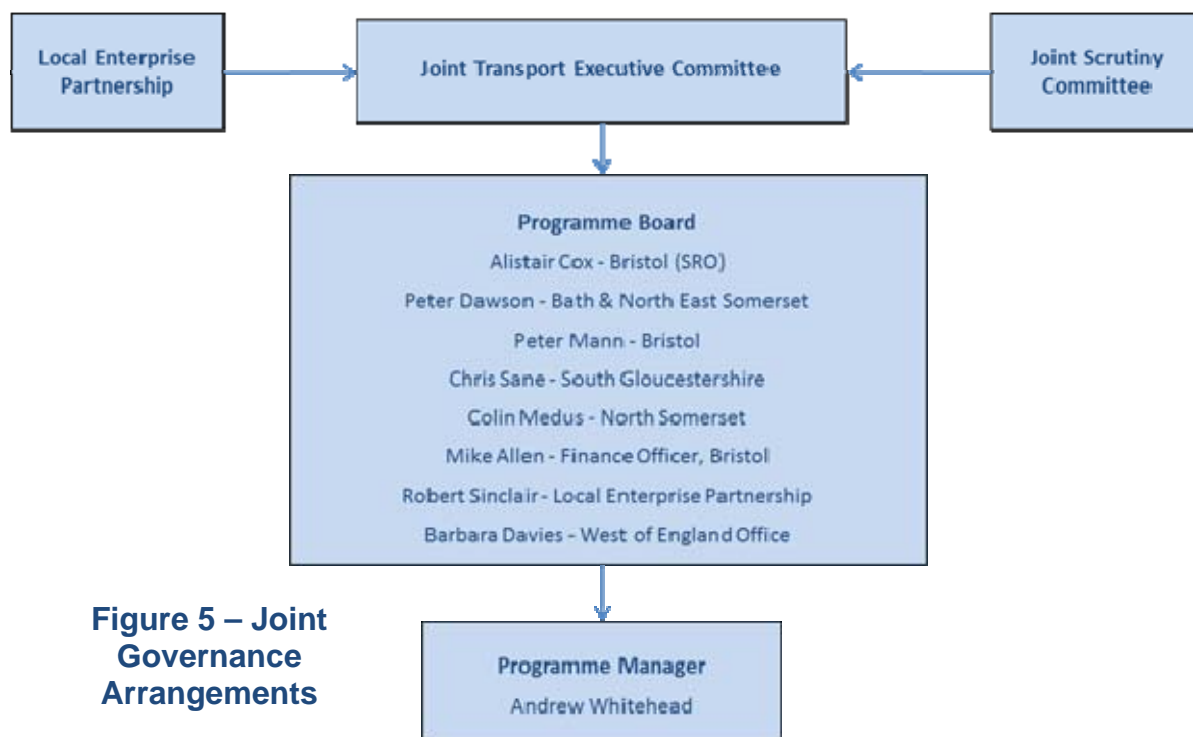 Local Enterprise
Partnership
Joint Transport Executive Committee
Joint Scrutiny
Committee
Programme Board
Alistair Cox - Bristol (SRO)
Peter Dawson - Bath & North East Somerset
Peter Mann - Bristol
Chris Sane - South Gloucestershire
Colin Medus - North Somerset
Mike Allen - Finance Officer, Bristol
Robert Sinclair - Local Enterprise Partnership
Barbara Davies – West of England Office
Figure 5 – Joint
Governance
Arrangements
Programme Manager
Andrew Whitehead